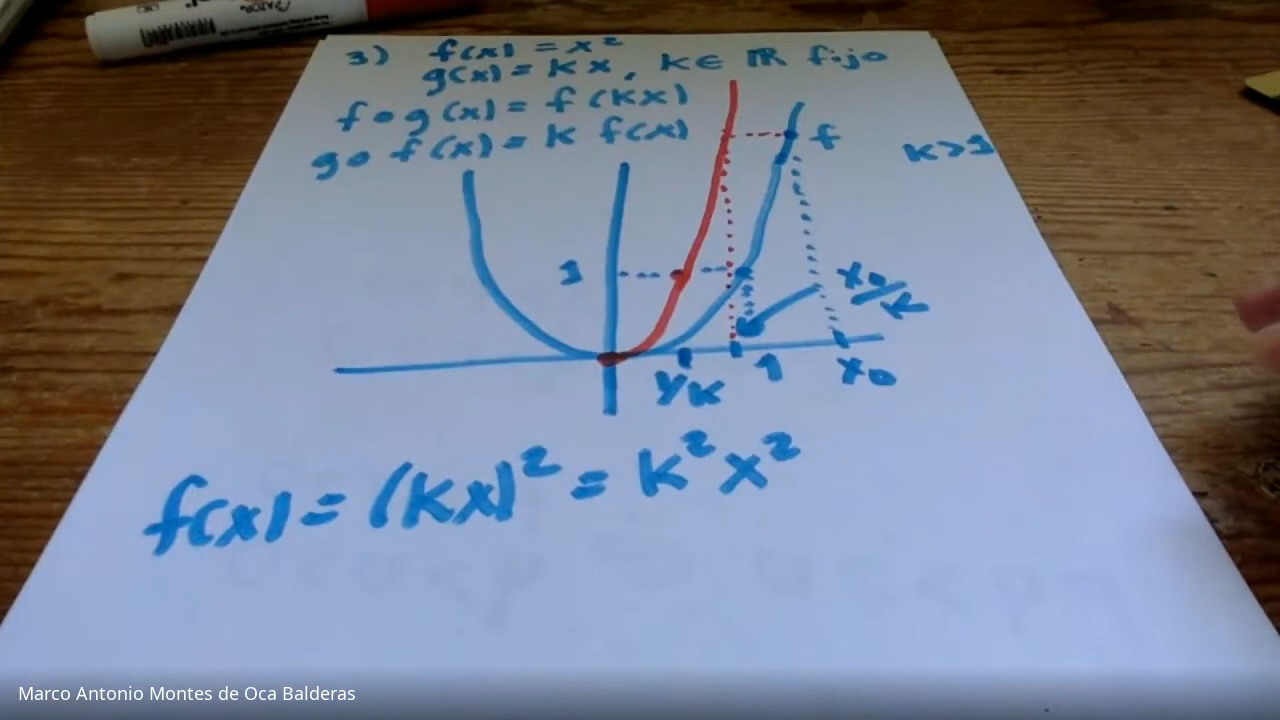 3) f(x) = x²
g(x) = kx, k ∈ ℝ fijo
f∘g(x) = f(kx)
g∘f(x) = k f(x)
f
k>1
1
x₀/k
1/k
1
x₀
f(x) = (kx)² = k²x²
Marco Antonio Montes de Oca Balderas